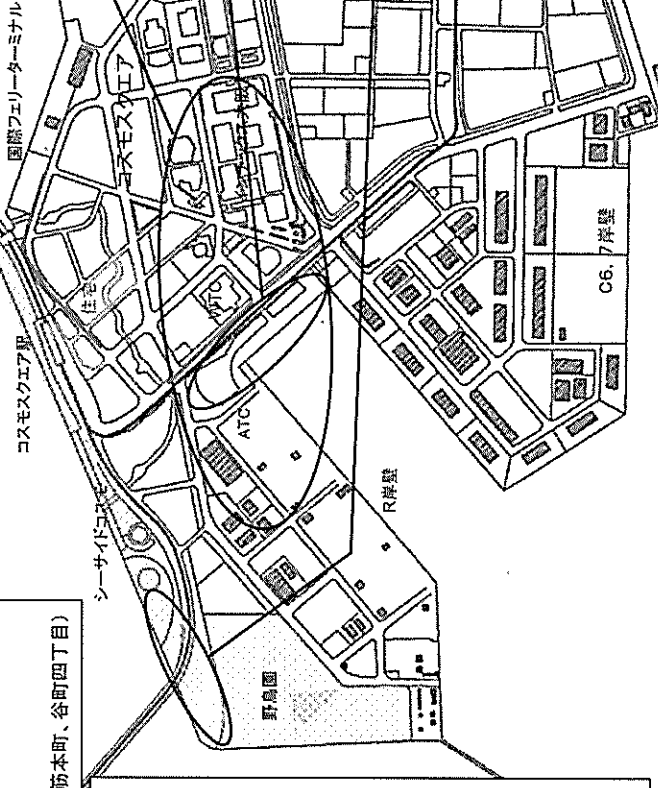 国際フェリーターミナル
コスモスクエア
コスモスクエア駅
住宅
WTC
シーサイドコスモ
ATC
R岸壁
C6，7岸壁
野鳥園
筋本町、谷町四丁目)